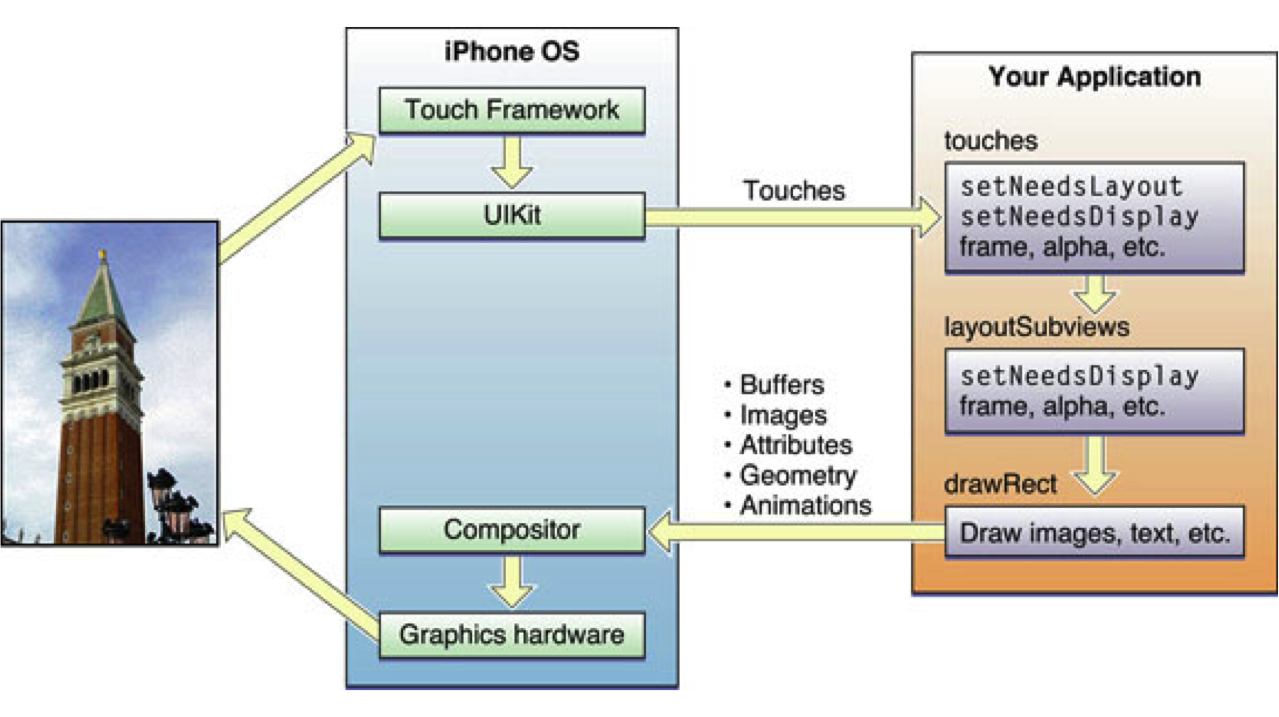 iPhone OS
Touch Framework
UIKit
Compositor
Graphics hardware
Touches
• Buffers
• Images
• Attributes
• Geometry
• Animations
Your Application
touches
setNeedsLayout
setNeedsDisplay
frame, alpha, etc.
layoutSubviews
setNeedsDisplay
frame, alpha, etc.
drawRect
Draw images, text, etc.